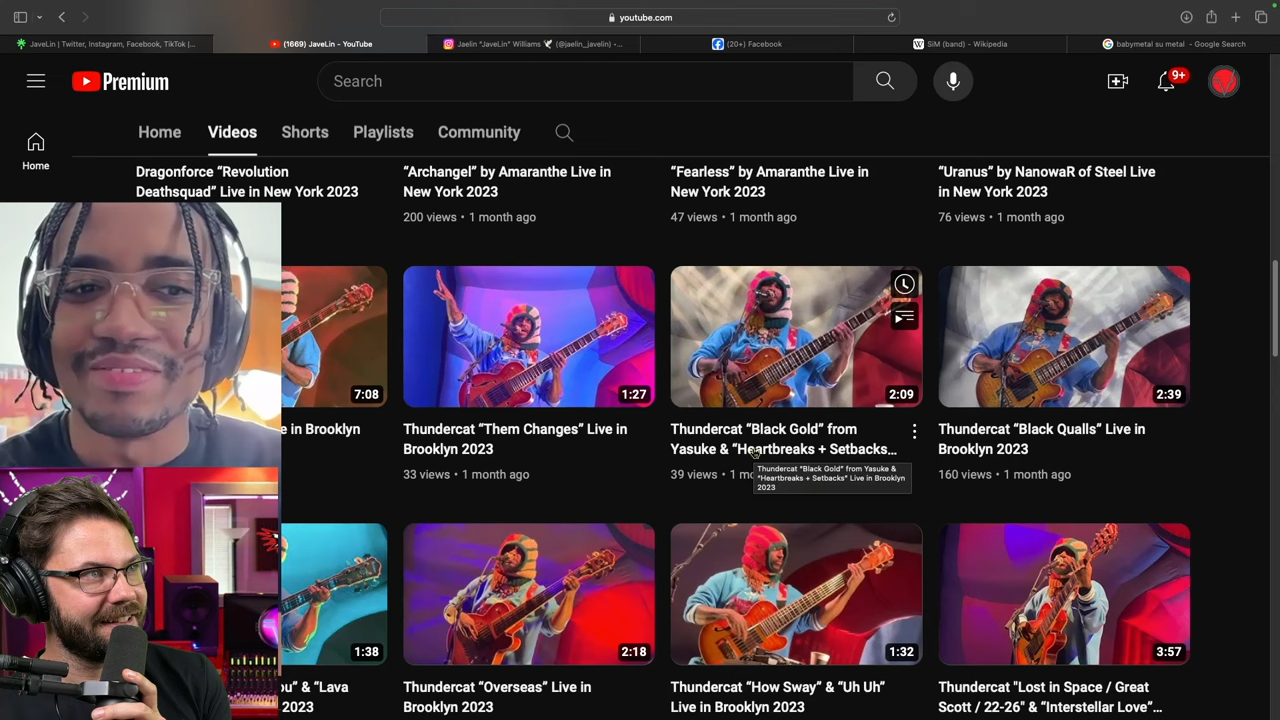 youtube.com
JaveLin | Twitter, Instagram, Facebook, TikTok |...
(1669) JaveLin - YouTube
Jaelin "JaveLin" Williams 🕊 (@jaelin_javelin) •...
(20+) Facebook
SiM (band) - Wikipedia
babymetal su metal - Google Search
Premium
Search
9+
Home
Videos
Shorts
Playlists
Community
Home
Dragonforce “Revolution
Deathsquad” Live in New York 2023
“Archangel” by Amaranthe Live in
New York 2023
200 views • 1 month ago
“Fearless” by Amaranthe Live in
New York 2023
47 views • 1 month ago
“Uranus” by NanowaR of Steel Live
in New York 2023
76 views • 1 month ago
7:08
1:27
2:09
2:39
e in Brooklyn
Thundercat “Them Changes” Live in
Brooklyn 2023
33 views • 1 month ago
Thundercat “Black Gold” from
Yasuke & “Heartbreaks + Setbacks...
39 views • 1 mo
Thundercat “Black Gold” from Yasuke &
“Heartbreaks + Setbacks” Live in Brooklyn
2023
Thundercat “Black Qualls” Live in
Brooklyn 2023
160 views • 1 month ago
1:38
2:18
1:32
3:57
ou” & “Lava
2023
Thundercat “Overseas” Live in
Brooklyn 2023
Thundercat “How Sway” & “Uh Uh”
Live in Brooklyn 2023
Thundercat "Lost in Space / Great
Scott / 22-26" & “Interstellar Love”...